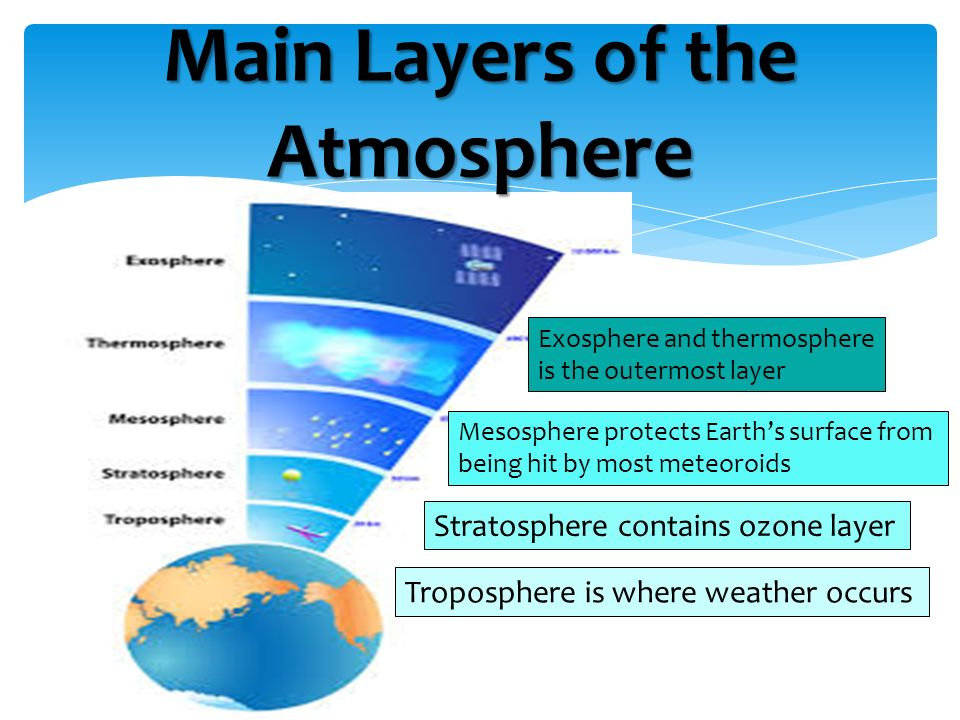 Main Layers of the
Atmosphere
Exosphere
Thermosphere
Exosphere and thermosphere
is the outermost layer
Mesosphere
Mesosphere protects Earth’s surface from
being hit by most meteoroids
Stratosphere
Stratosphere contains ozone layer
Troposphere
Troposphere is where weather occurs